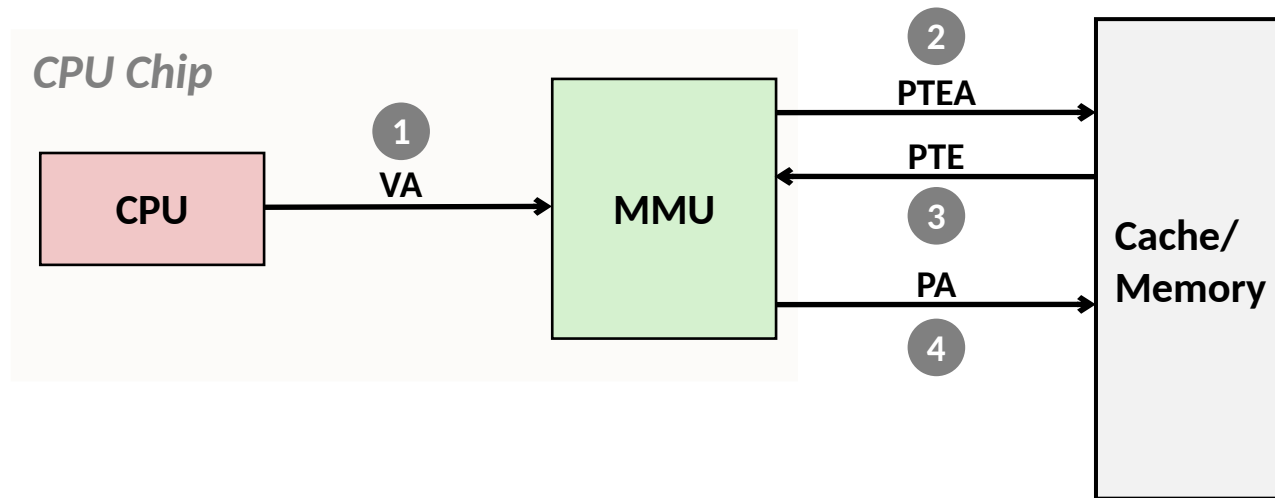 CPU Chip
2
PTEA
1
VA
PTE
CPU
MMU
3
Cache/
Memory
PA
4